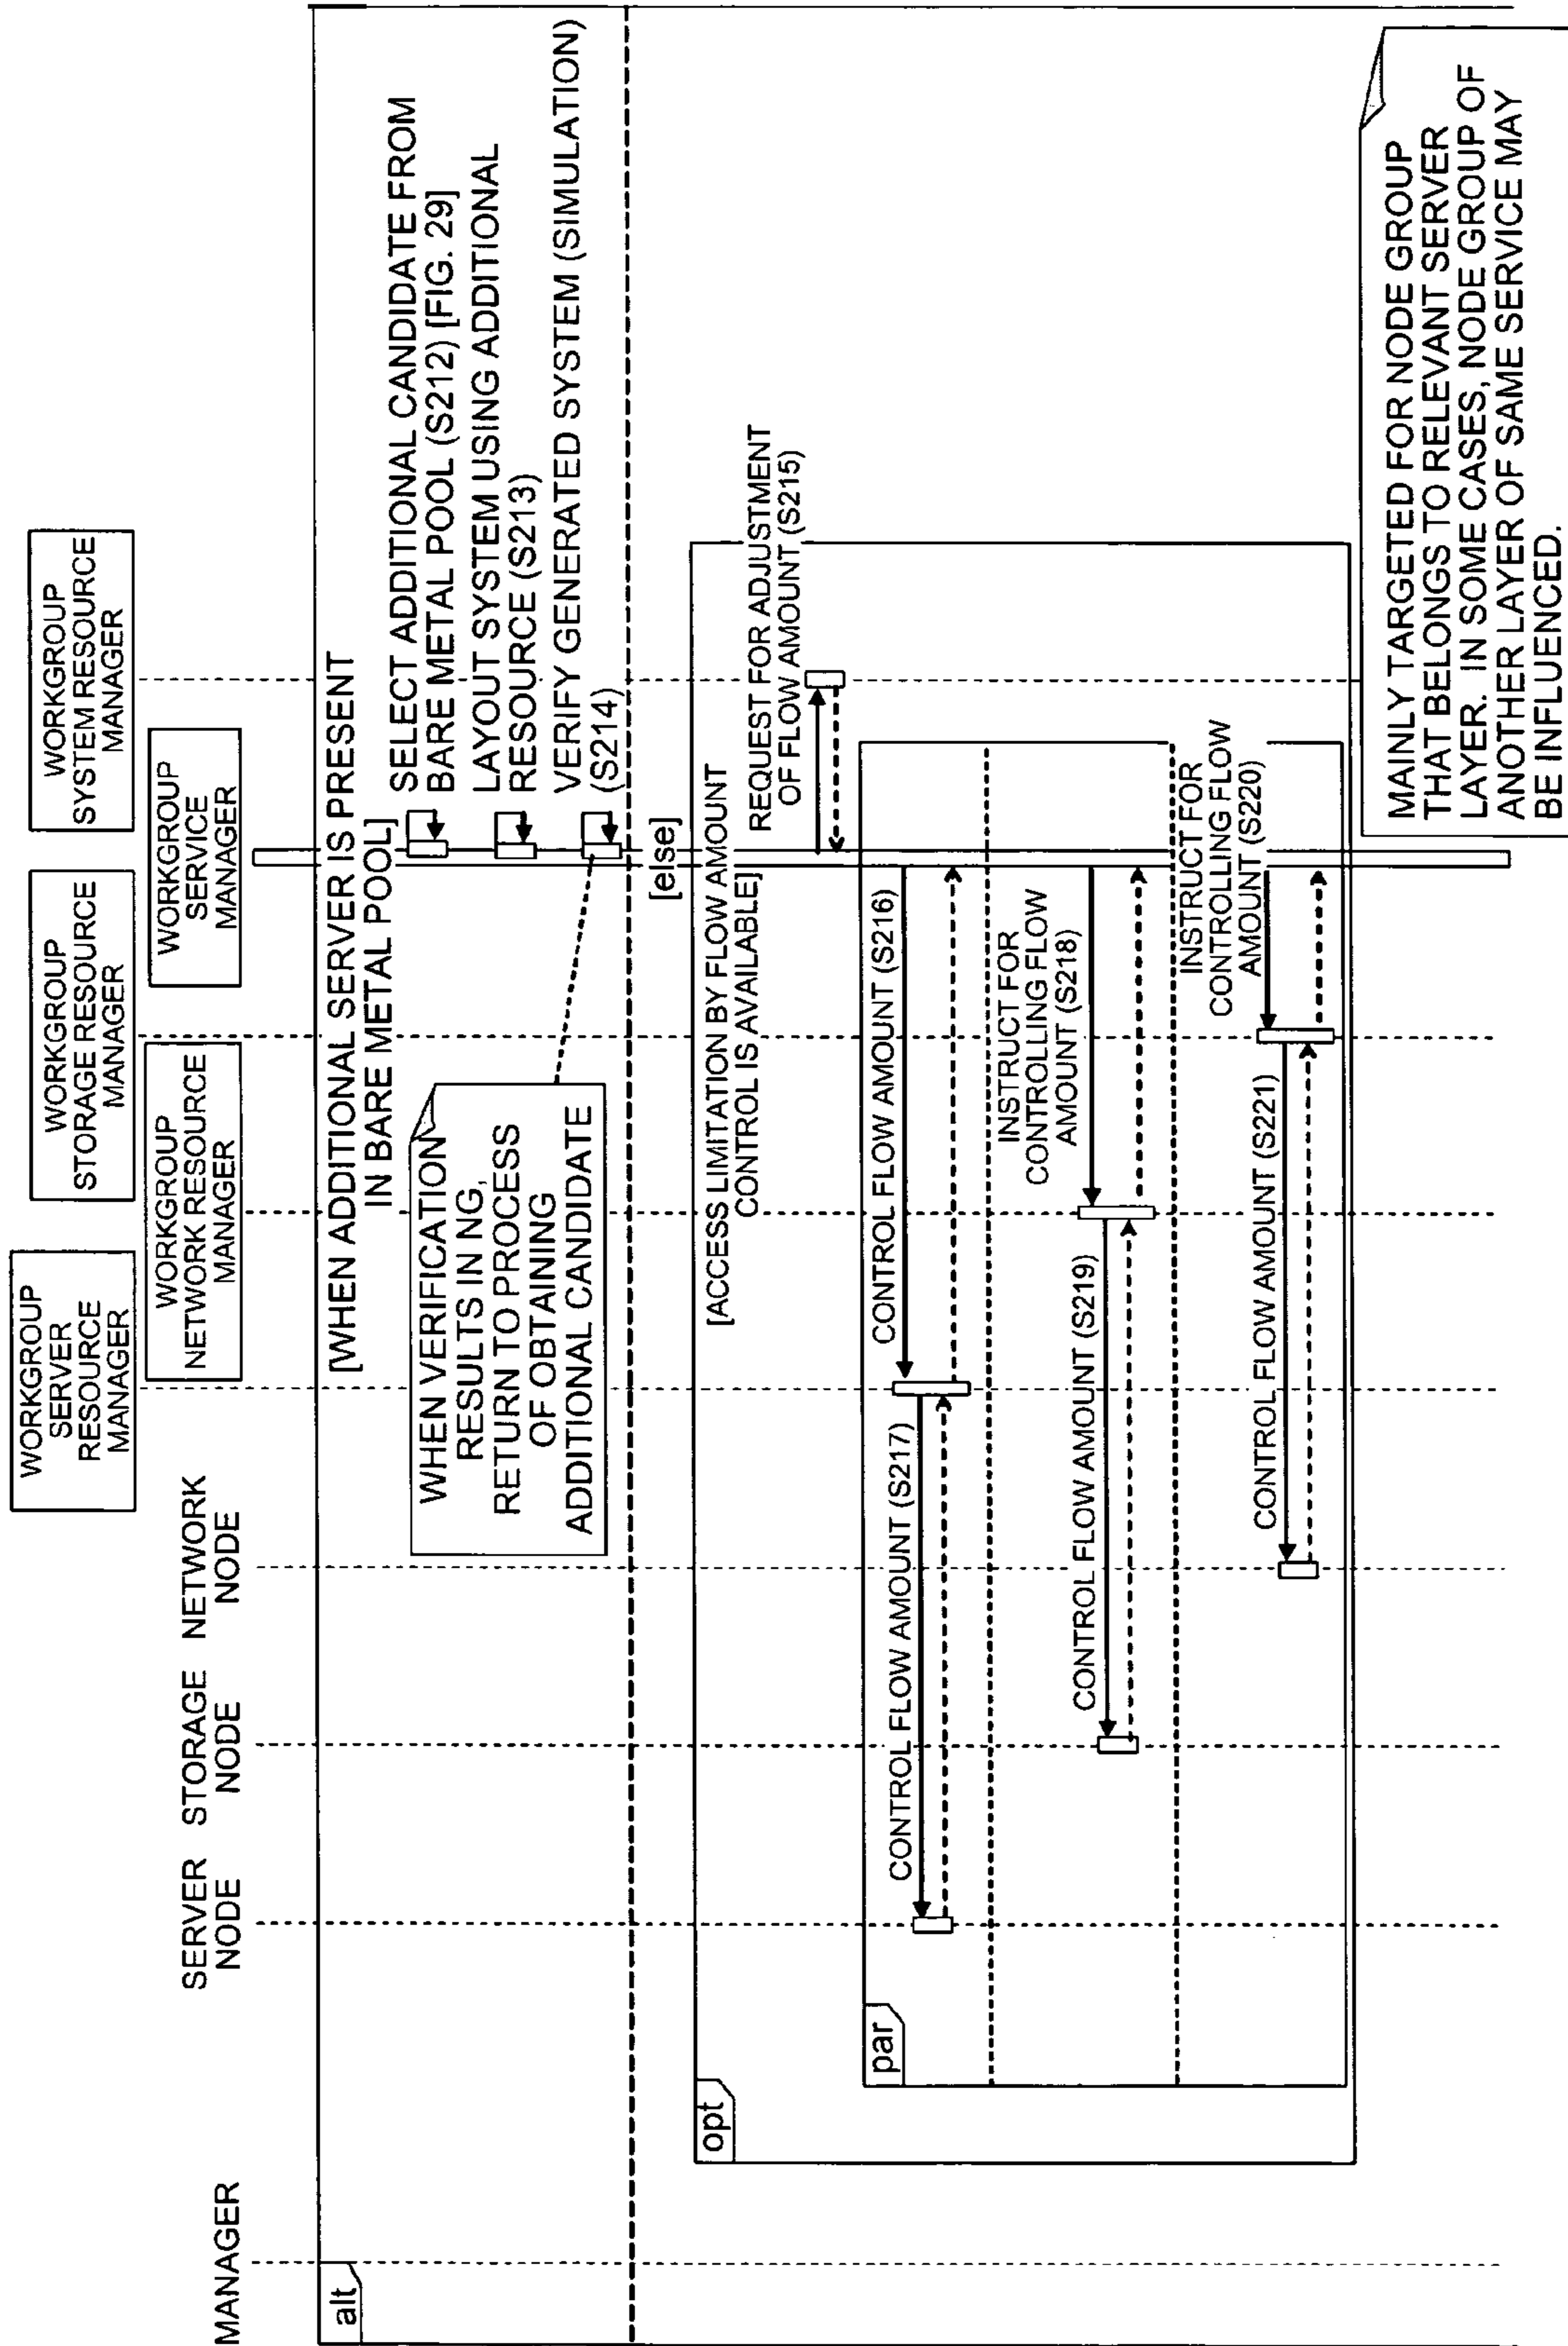 MANAGER
SERVER
NODE
STORAGE
NODE
NETWORK
NODE
WORKGROUP
SERVER
RESOURCE
MANAGER
WORKGROUP
NETWORK RESOURCE
MANAGER
WORKGROUP
STORAGE RESOURCE
MANAGER
WORKGROUP
SERVICE
MANAGER
WORKGROUP
SYSTEM RESOURCE
MANAGER
alt
[WHEN ADDITIONAL SERVER IS PRESENT
IN BARE METAL POOL]
SELECT ADDITIONAL CANDIDATE FROM
BARE METAL POOL (S212) [FIG. 29]
LAYOUT SYSTEM USING ADDITIONAL
RESOURCE (S213)
VERIFY GENERATED SYSTEM (SIMULATION)
(S214)
WHEN VERIFICATION
RESULTS IN NG,
RETURN TO PROCESS
OF OBTAINING
ADDITIONAL CANDIDATE
[else]
opt
[ACCESS LIMITATION BY FLOW AMOUNT
CONTROL IS AVAILABLE]
REQUEST FOR ADJUSTMENT
OF FLOW AMOUNT (S215)
par
CONTROL FLOW AMOUNT (S216)
CONTROL FLOW AMOUNT (S217)
INSTRUCT FOR
CONTROLLING FLOW
AMOUNT (S218)
CONTROL FLOW AMOUNT (S219)
INSTRUCT FOR
CONTROLLING FLOW
AMOUNT (S220)
CONTROL FLOW AMOUNT (S221)
MAINLY TARGETED FOR NODE GROUP
THAT BELONGS TO RELEVANT SERVER
LAYER. IN SOME CASES, NODE GROUP OF
ANOTHER LAYER OF SAME SERVICE MAY
BE INFLUENCED.